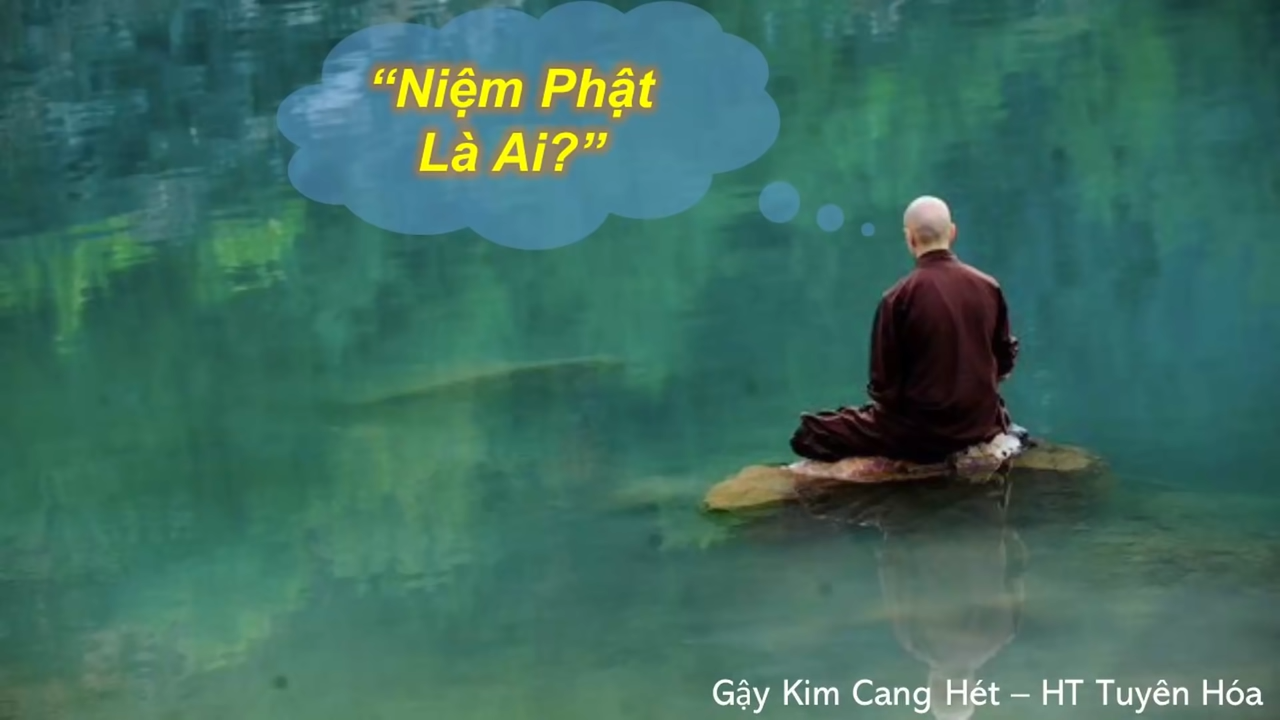 “Niệm Phật
Là Ai?”
Gậy Kim Cang Hét – HT Tuyên Hóa